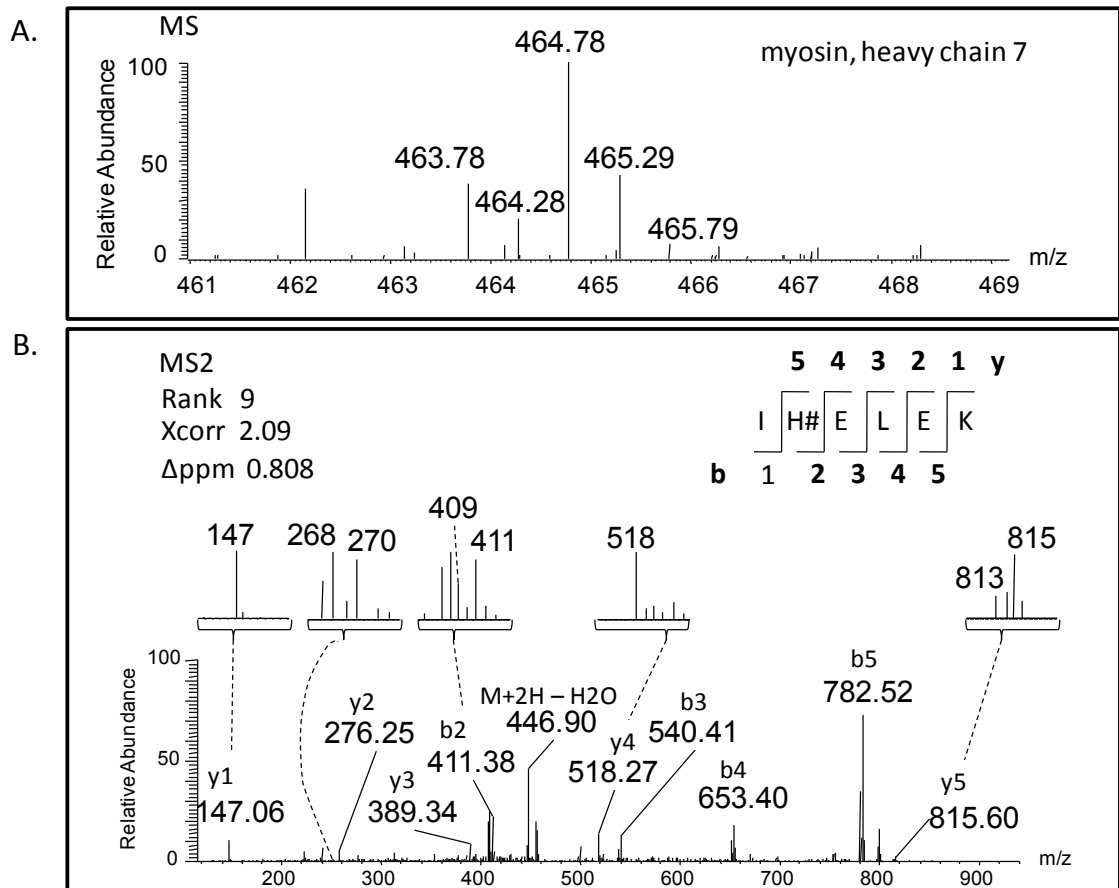 A.
MS
myosin, heavy chain 7
464.78
463.78
464.28
465.29
465.79
Relative Abundance
100
50
0
461 462 463 464 465 466 467 468 469
m/z
B.
MS2
Rank 9
Xcorr 2.09
Δppm 0.808
5 4 3 2 1 y
I H# E L E K
b 1 2 3 4 5
147
268 270
409
411
518
813
815
Relative Abundance
100
50
0
y1
147.06
y2
276.25
y3
389.34
b2
411.38
M+2H – H2O
446.90
y4
518.27
b3
540.41
b4
653.40
b5
782.52
y5
815.60
200 300 400 500 600 700 800 900
m/z